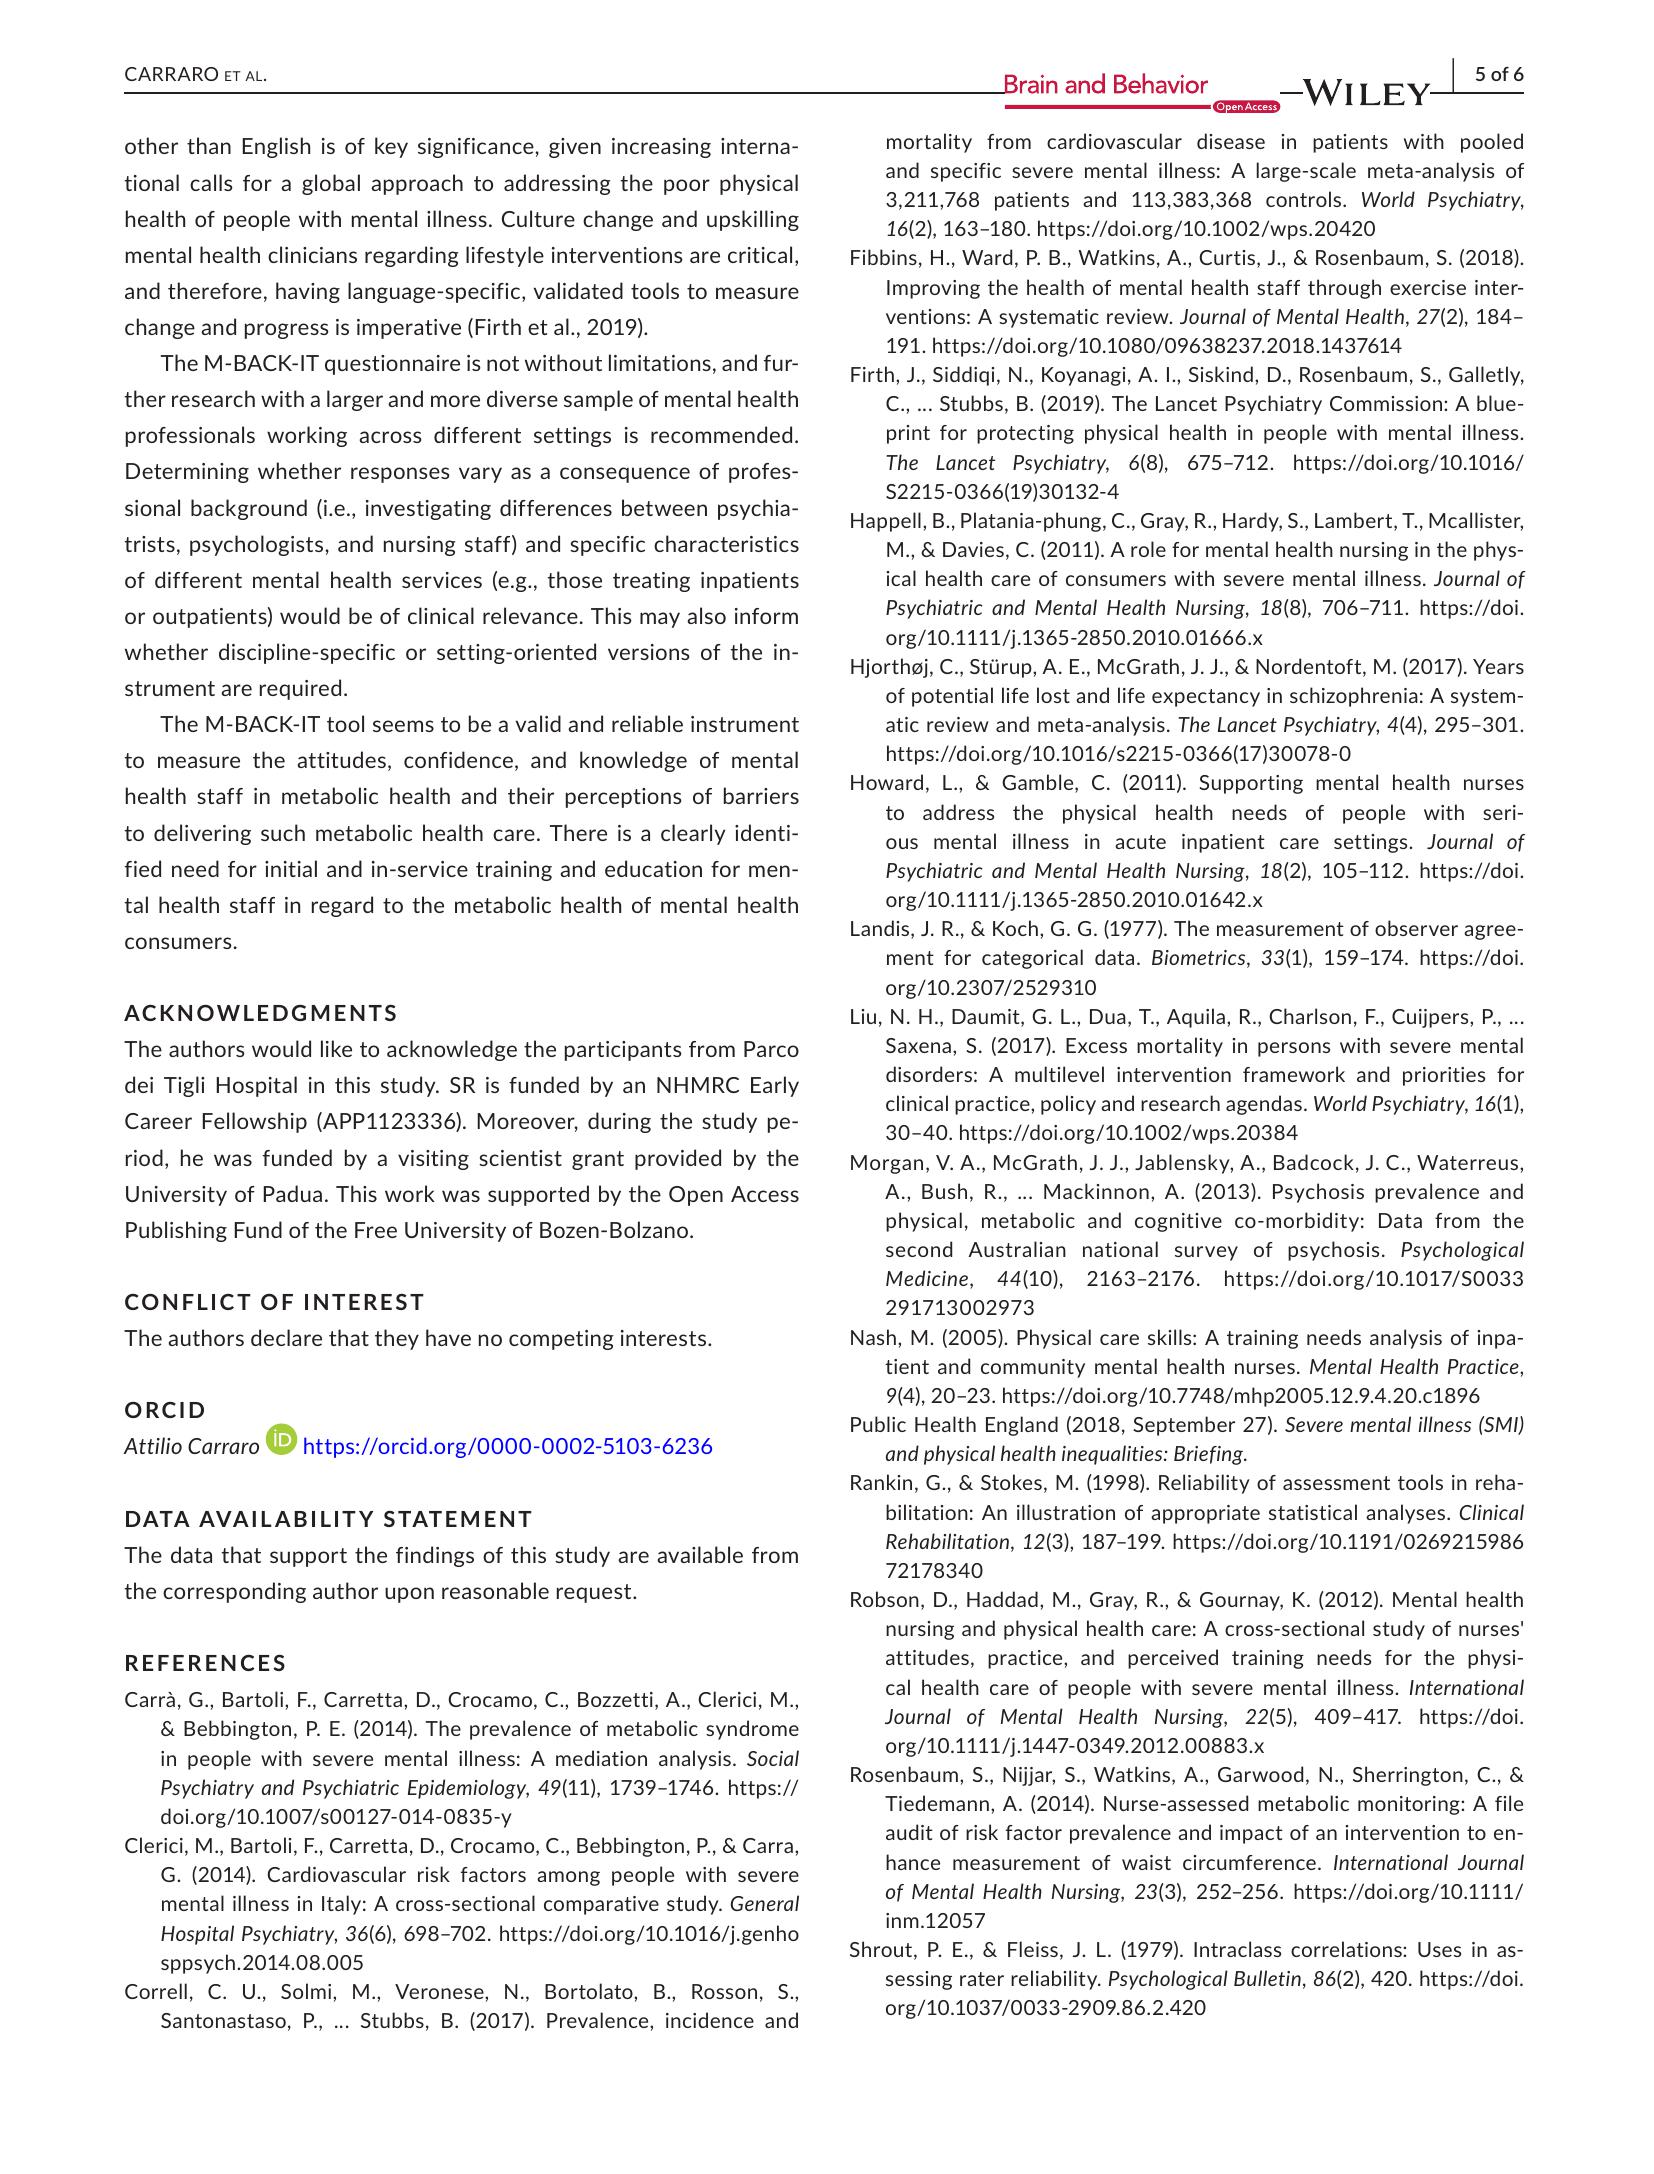 CARRARO ET AL.
Brain and Behavior
Open Access
WILEY
5 of 6
other than English is of key significance, given increasing interna-
tional calls for a global approach to addressing the poor physical
health of people with mental illness. Culture change and upskilling
mental health clinicians regarding lifestyle interventions are critical,
and therefore, having language-specific, validated tools to measure
change and progress is imperative (Firth et al., 2019).
The M-BACK-IT questionnaire is not without limitations, and fur-
ther research with a larger and more diverse sample of mental health
professionals working across different settings is recommended.
Determining whether responses vary as a consequence of profes-
sional background (i.e., investigating differences between psychia-
trists, psychologists, and nursing staff) and specific characteristics
of different mental health services (e.g., those treating inpatients
or outpatients) would be of clinical relevance. This may also inform
whether discipline-specific or setting-oriented versions of the in-
strument are required.
The M-BACK-IT tool seems to be a valid and reliable instrument
to measure the attitudes, confidence, and knowledge of mental
health staff in metabolic health and their perceptions of barriers
to delivering such metabolic health care. There is a clearly identi-
fied need for initial and in-service training and education for men-
tal health staff in regard to the metabolic health of mental health
consumers.
ACKNOWLEDGMENTS
The authors would like to acknowledge the participants from Parco
dei Tigli Hospital in this study. SR is funded by an NHMRC Early
Career Fellowship (APP1123336). Moreover, during the study pe-
riod, he was funded by a visiting scientist grant provided by the
University of Padua. This work was supported by the Open Access
Publishing Fund of the Free University of Bozen-Bolzano.
CONFLICT OF INTEREST
The authors declare that they have no competing interests.
ORCID
Attilio Carraro iD https://orcid.org/0000-0002-5103-6236
DATA AVAILABILITY STATEMENT
The data that support the findings of this study are available from
the corresponding author upon reasonable request.
REFERENCES
Carrà, G., Bartoli, F., Carretta, D., Crocamo, C., Bozzetti, A., Clerici, M.,
& Bebbington, P. E. (2014). The prevalence of metabolic syndrome
in people with severe mental illness: A mediation analysis. Social
Psychiatry and Psychiatric Epidemiology, 49(11), 1739–1746. https://
doi.org/10.1007/s00127-014-0835-y
Clerici, M., Bartoli, F., Carretta, D., Crocamo, C., Bebbington, P., & Carra,
G. (2014). Cardiovascular risk factors among people with severe
mental illness in Italy: A cross-sectional comparative study. General
Hospital Psychiatry, 36(6), 698–702. https://doi.org/10.1016/j.genho
sppsych.2014.08.005
Correll, C. U., Solmi, M., Veronese, N., Bortolato, B., Rosson, S.,
Santonastaso, P., ... Stubbs, B. (2017). Prevalence, incidence and
mortality from cardiovascular disease in patients with pooled
and specific severe mental illness: A large-scale meta-analysis of
3,211,768 patients and 113,383,368 controls. World Psychiatry,
16(2), 163–180. https://doi.org/10.1002/wps.20420
Fibbins, H., Ward, P. B., Watkins, A., Curtis, J., & Rosenbaum, S. (2018).
Improving the health of mental health staff through exercise inter-
ventions: A systematic review. Journal of Mental Health, 27(2), 184–
191. https://doi.org/10.1080/09638237.2018.1437614
Firth, J., Siddiqi, N., Koyanagi, A. I., Siskind, D., Rosenbaum, S., Galletly,
C., ... Stubbs, B. (2019). The Lancet Psychiatry Commission: A blue-
print for protecting physical health in people with mental illness.
The Lancet Psychiatry, 6(8), 675–712. https://doi.org/10.1016/
S2215-0366(19)30132-4
Happell, B., Platania-phung, C., Gray, R., Hardy, S., Lambert, T., Mcallister,
M., & Davies, C. (2011). A role for mental health nursing in the phys-
ical health care of consumers with severe mental illness. Journal of
Psychiatric and Mental Health Nursing, 18(8), 706–711. https://doi.
org/10.1111/j.1365-2850.2010.01666.x
Hjorthøj, C., Stürup, A. E., McGrath, J. J., & Nordentoft, M. (2017). Years
of potential life lost and life expectancy in schizophrenia: A system-
atic review and meta-analysis. The Lancet Psychiatry, 4(4), 295–301.
https://doi.org/10.1016/s2215-0366(17)30078-0
Howard, L., & Gamble, C. (2011). Supporting mental health nurses
to address the physical health needs of people with seri-
ous mental illness in acute inpatient care settings. Journal of
Psychiatric and Mental Health Nursing, 18(2), 105–112. https://doi.
org/10.1111/j.1365-2850.2010.01642.x
Landis, J. R., & Koch, G. G. (1977). The measurement of observer agree-
ment for categorical data. Biometrics, 33(1), 159–174. https://doi.
org/10.2307/2529310
Liu, N. H., Daumit, G. L., Dua, T., Aquila, R., Charlson, F., Cuijpers, P., ...
Saxena, S. (2017). Excess mortality in persons with severe mental
disorders: A multilevel intervention framework and priorities for
clinical practice, policy and research agendas. World Psychiatry, 16(1),
30–40. https://doi.org/10.1002/wps.20384
Morgan, V. A., McGrath, J. J., Jablensky, A., Badcock, J. C., Waterreus,
A., Bush, R., ... Mackinnon, A. (2013). Psychosis prevalence and
physical, metabolic and cognitive co-morbidity: Data from the
second Australian national survey of psychosis. Psychological
Medicine, 44(10), 2163–2176. https://doi.org/10.1017/S0033
291713002973
Nash, M. (2005). Physical care skills: A training needs analysis of inpa-
tient and community mental health nurses. Mental Health Practice,
9(4), 20–23. https://doi.org/10.7748/mhp2005.12.9.4.20.c1896
Public Health England (2018, September 27). Severe mental illness (SMI)
and physical health inequalities: Briefing.
Rankin, G., & Stokes, M. (1998). Reliability of assessment tools in reha-
bilitation: An illustration of appropriate statistical analyses. Clinical
Rehabilitation, 12(3), 187–199. https://doi.org/10.1191/0269215986
72178340
Robson, D., Haddad, M., Gray, R., & Gournay, K. (2012). Mental health
nursing and physical health care: A cross-sectional study of nurses'
attitudes, practice, and perceived training needs for the physi-
cal health care of people with severe mental illness. International
Journal of Mental Health Nursing, 22(5), 409–417. https://doi.
org/10.1111/j.1447-0349.2012.00883.x
Rosenbaum, S., Nijjar, S., Watkins, A., Garwood, N., Sherrington, C., &
Tiedemann, A. (2014). Nurse-assessed metabolic monitoring: A file
audit of risk factor prevalence and impact of an intervention to en-
hance measurement of waist circumference. International Journal
of Mental Health Nursing, 23(3), 252–256. https://doi.org/10.1111/
inm.12057
Shrout, P. E., & Fleiss, J. L. (1979). Intraclass correlations: Uses in as-
sessing rater reliability. Psychological Bulletin, 86(2), 420. https://doi.
org/10.1037/0033-2909.86.2.420